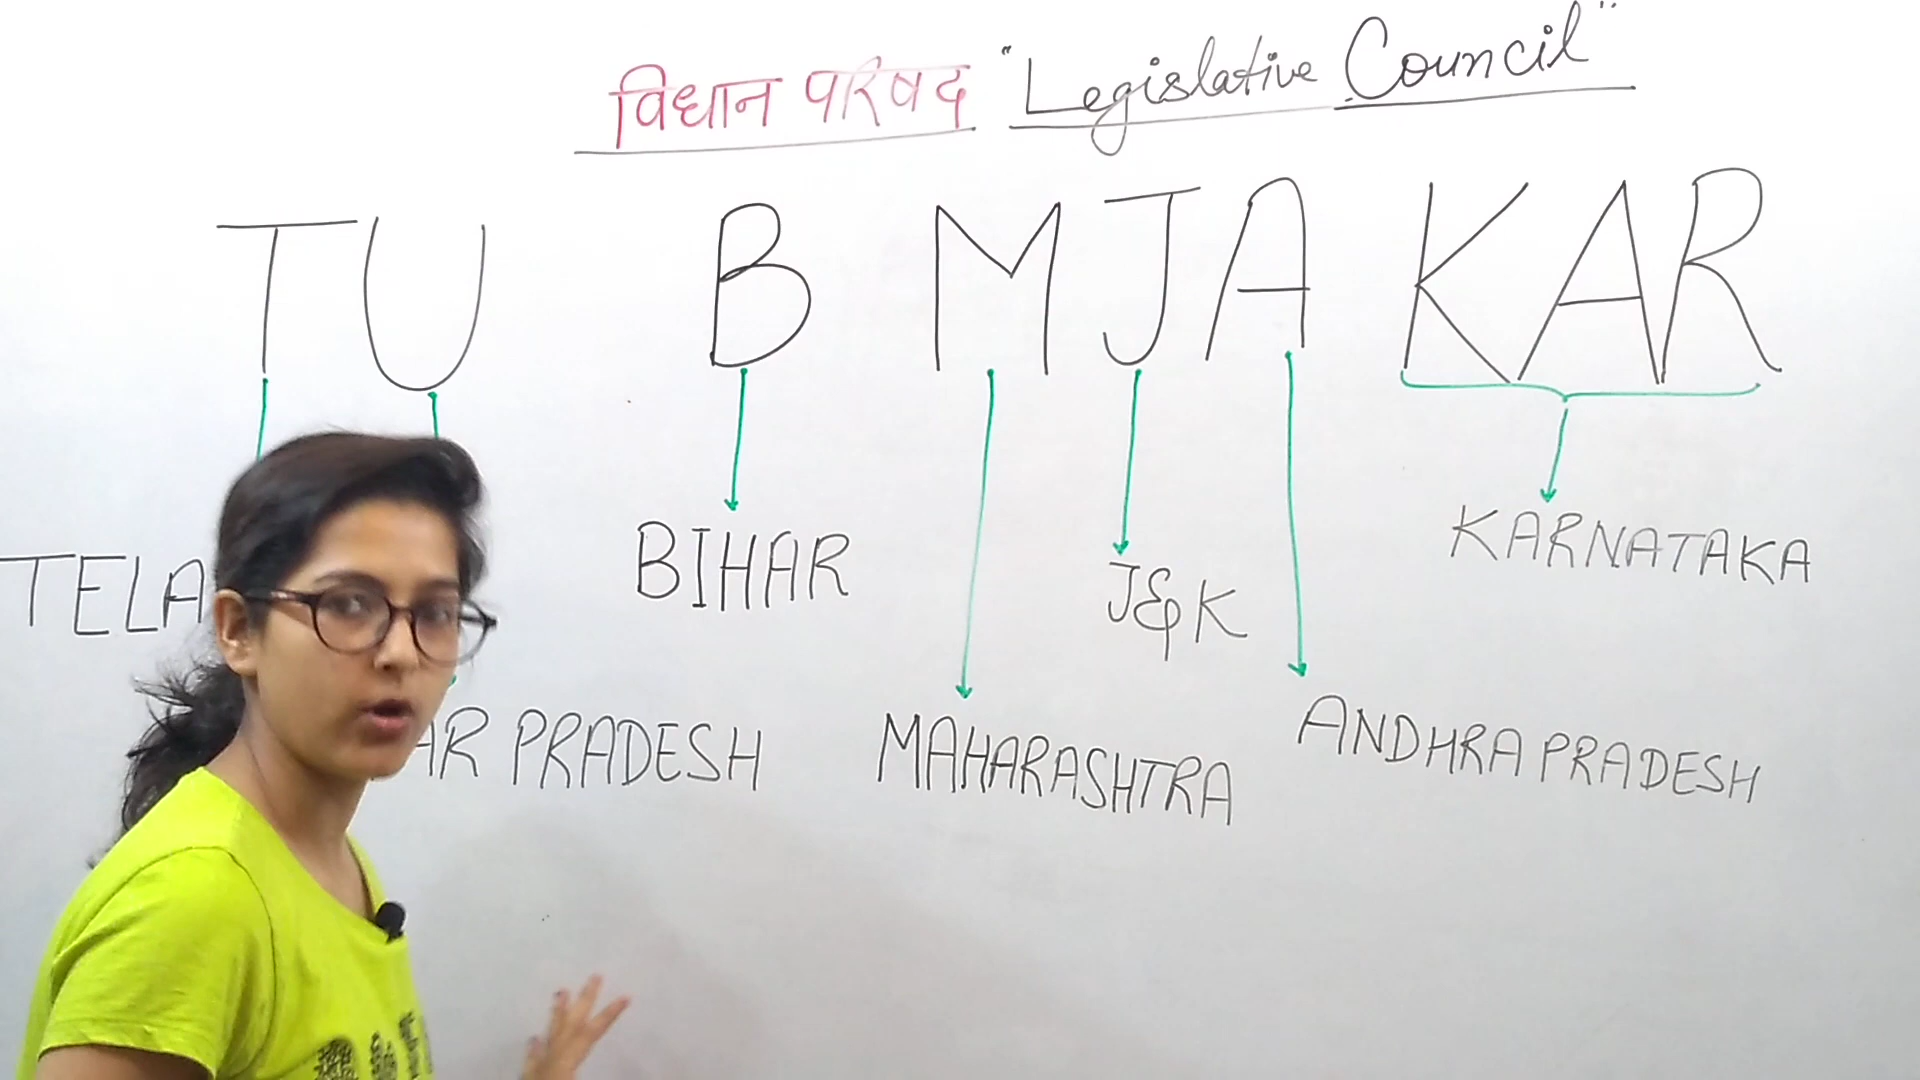 विधान परिषद "Legislative Council"
TU B MJA KAR
TELA
BIHAR
J&K
KARNATAKA
AR PRADESH
MAHARASHTRA
ANDHRA PRADESH